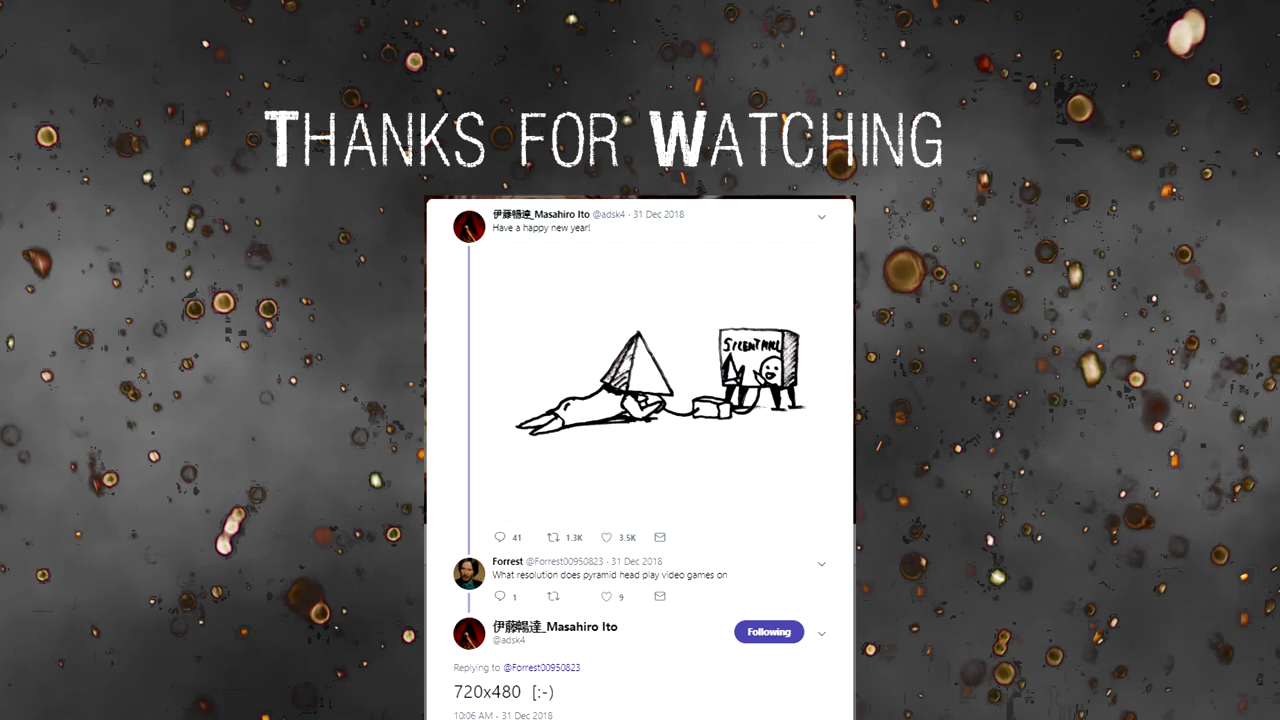 Thanks for Watching
伊藤暢達_Masahiro Ito @adsk4 · 31 Dec 2018
Have a happy new year!
SILENT HILL
41 1.3K 3.5K
Forrest @Forrest00950823 · 31 Dec 2018
What resolution does pyramid head play video games on
1 9
伊藤暢達_Masahiro Ito
@adsk4
Following
Replying to @Forrest00950823
720x480 [:-)
10:06 AM - 31 Dec 2018